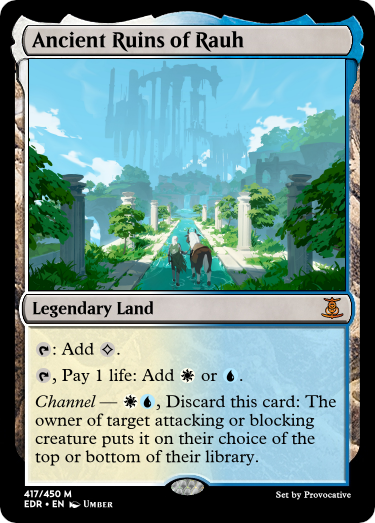 Ancient Ruins of Rauh
Legendary Land
: Add .
, Pay 1 life: Add or .
Channel — , Discard this card: The
owner of target attacking or blocking
creature puts it on their choice of the
top or bottom of their library.
417/450 M
EDR • EN Umber
Set by Provocative